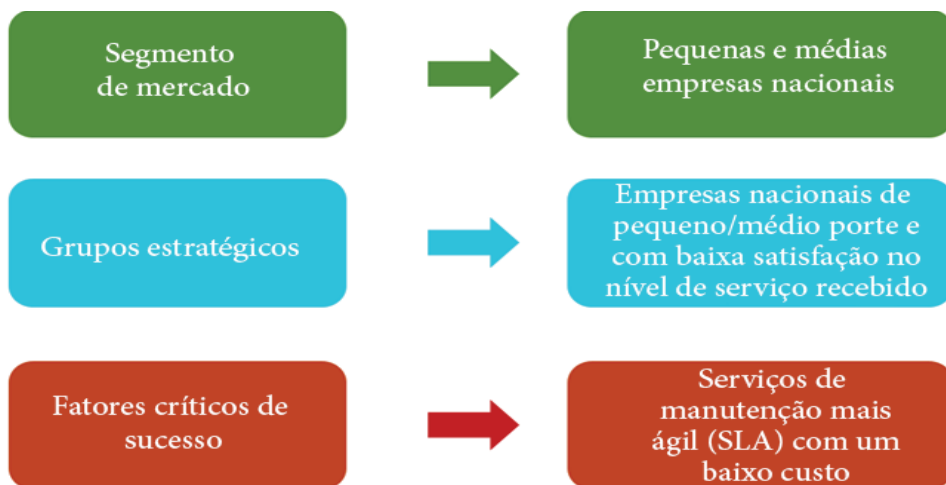 Segmento
de mercado
Pequenas e médias
empresas nacionais
Grupos estratégicos
Empresas nacionais de
pequeno/médio porte e
com baixa satisfação no
nível de serviço recebido
Fatores críticos de
sucesso
Serviços de
manutenção mais
ágil (SLA) com um
baixo custo